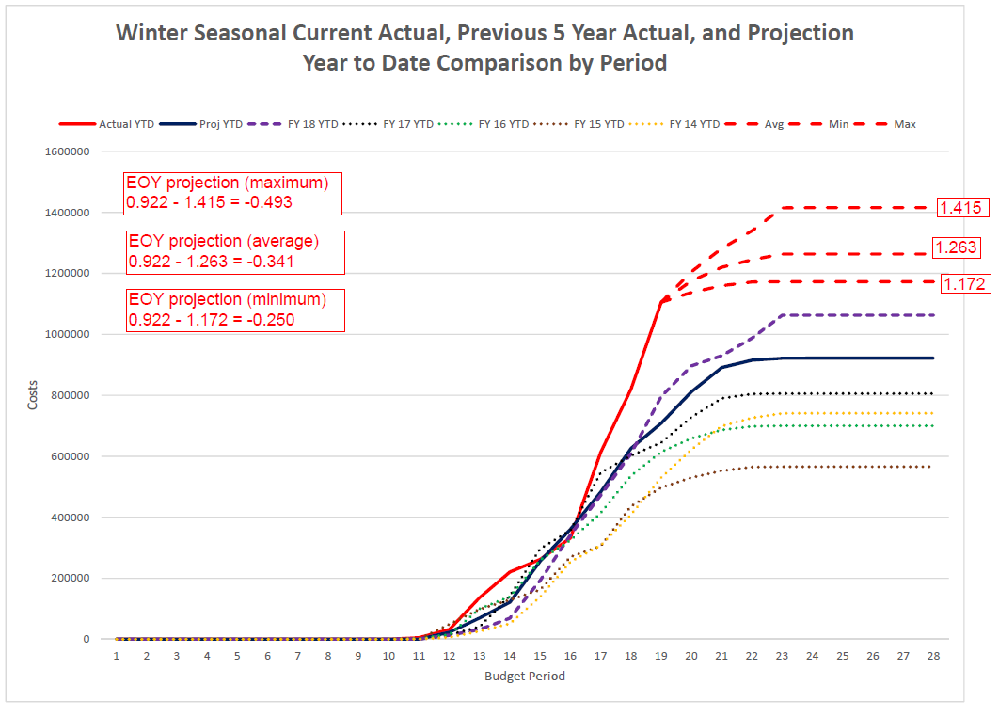 Winter Seasonal Current Actual, Previous 5 Year Actual, and Projection
Year to Date Comparison by Period
Actual YTD Proj YTD FY 18 YTD FY 17 YTD FY 16 YTD FY 15 YTD FY 14 YTD Avg Min Max
1600000
EOY projection (maximum)
0.922 - 1.415 = -0.493
1400000
1.415
EOY projection (average)
0.922 - 1.263 = -0.341
1.263
1200000
1.172
EOY projection (minimum)
0.922 - 1.172 = -0.250
1000000
800000
Costs
600000
400000
200000
0
1 2 3 4 5 6 7 8 9 10 11 12 13 14 15 16 17 18 19 20 21 22 23 24 25 26 27 28
Budget Period